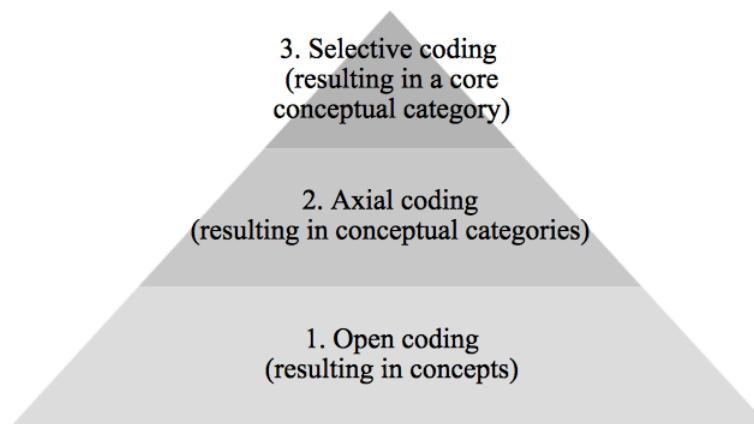 3. Selective coding
(resulting in a core
conceptual category)
2. Axial coding
(resulting in conceptual categories)
1. Open coding
(resulting in concepts)